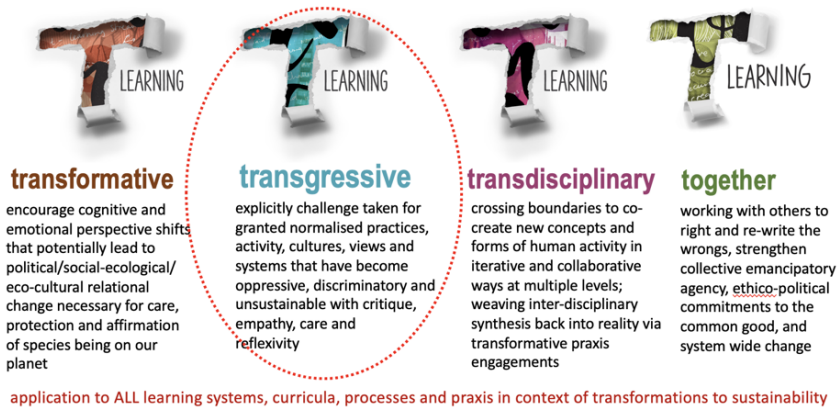 LEARNING
LEARNING
LEARNING
LEARNING
transformative
encourage cognitive and
emotional perspective shifts
that potentially lead to
political/social-ecological/
eco-cultural relational
change necessary for care,
protection and affirmation
of species being on our
planet
transgressive
explicitly challenge taken for
granted normalised practices,
activity, cultures, views and
systems that have become
oppressive, discriminatory and
unsustainable with critique,
empathy, care and
reflexivity
transdisciplinary
crossing boundaries to co-
create new concepts and
forms of human activity in
iterative and collaborative
ways at multiple levels;
weaving inter-disciplinary
synthesis back into reality via
transformative praxis
engagements
together
working with others to
right and re-write the
wrongs, strengthen
collective emancipatory
agency, ethico-political
commitments to the
common good, and
system wide change
application to ALL learning systems, curricula, processes and praxis in context of transformations to sustainability